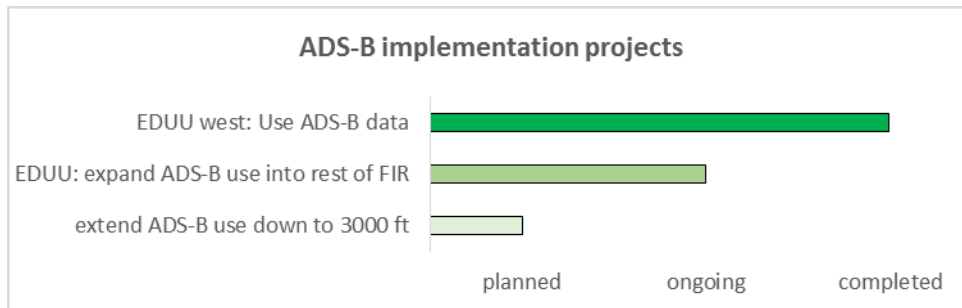 ADS-B implementation projects
EDUU west: Use ADS-B data
EDUU: expand ADS-B use into rest of FIR
extend ADS-B use down to 3000 ft
planned ongoing completed